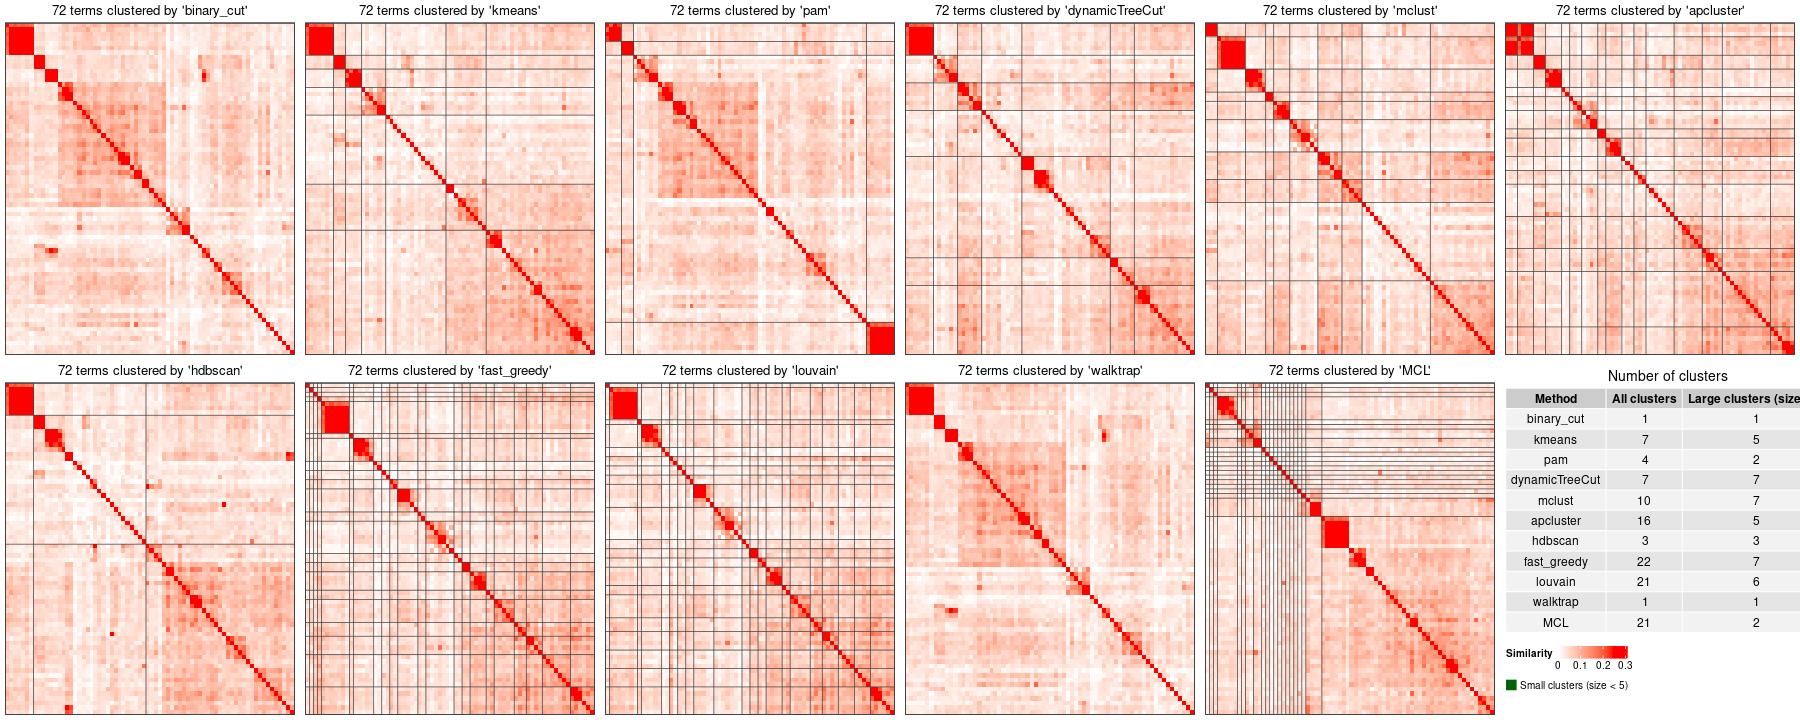 72 terms clustered by 'binary_cut'
72 terms clustered by 'kmeans'
72 terms clustered by 'pam'
72 terms clustered by 'dynamicTreeCut'
72 terms clustered by 'mclust'
72 terms clustered by 'apcluster'
72 terms clustered by 'hdbscan'
72 terms clustered by 'fast_greedy'
72 terms clustered by 'louvain'
72 terms clustered by 'walktrap'
72 terms clustered by 'MCL'
Number of clusters
Method All clusters Large clusters (size
binary_cut 1 1
kmeans 7 5
pam 4 2
dynamicTreeCut 7 7
mclust 10 7
apcluster 16 5
hdbscan 3 3
fast_greedy 22 7
louvain 21 6
walktrap 1 1
MCL 21 2
Similarity
0 0.1 0.2 0.3
Small clusters (size < 5)